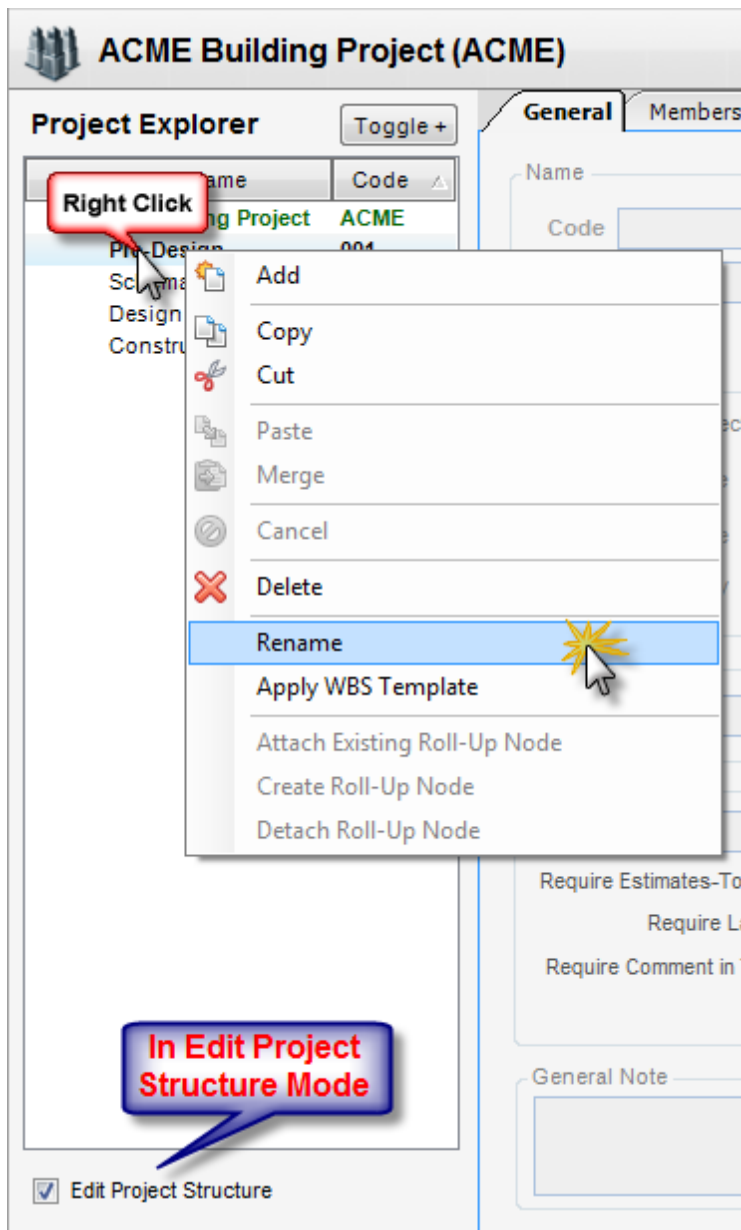 ACME Building Project (ACME)
Project Explorer
Toggle +
General
Members
Code
Right Click
Project ACME
001
Design
Name
Code
Add
Copy
Cut
Paste
Merge
Cancel
Delete
Rename
Apply WBS Template
Attach Existing Roll-Up Node
Create Roll-Up Node
Detach Roll-Up Node
Require Estimates-To
Require
Require Comment in
In Edit Project
Structure Mode
General Note
Edit Project Structure